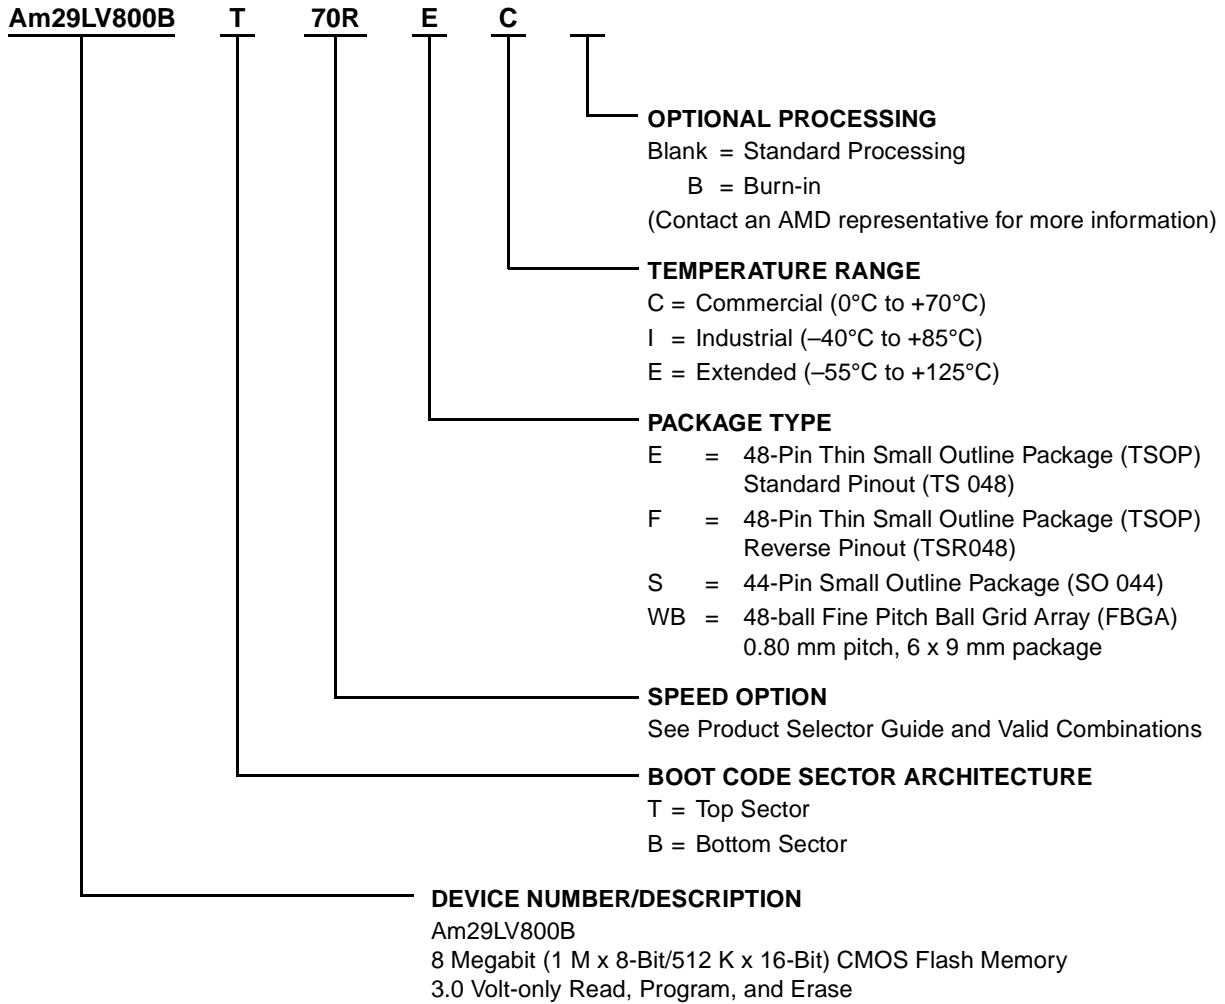 Am29LV800B T 70R E C
OPTIONAL PROCESSING
Blank = Standard Processing
B = Burn-in
(Contact an AMD representative for more information)
TEMPERATURE RANGE
C = Commercial (0°C to +70°C)
I = Industrial (–40°C to +85°C)
E = Extended (–55°C to +125°C)
PACKAGE TYPE
E = 48-Pin Thin Small Outline Package (TSOP)
Standard Pinout (TS 048)
F = 48-Pin Thin Small Outline Package (TSOP)
Reverse Pinout (TSR048)
S = 44-Pin Small Outline Package (SO 044)
WB = 48-ball Fine Pitch Ball Grid Array (FBGA)
0.80 mm pitch, 6 x 9 mm package
SPEED OPTION
See Product Selector Guide and Valid Combinations
BOOT CODE SECTOR ARCHITECTURE
T = Top Sector
B = Bottom Sector
DEVICE NUMBER/DESCRIPTION
Am29LV800B
8 Megabit (1 M x 8-Bit/512 K x 16-Bit) CMOS Flash Memory
3.0 Volt-only Read, Program, and Erase